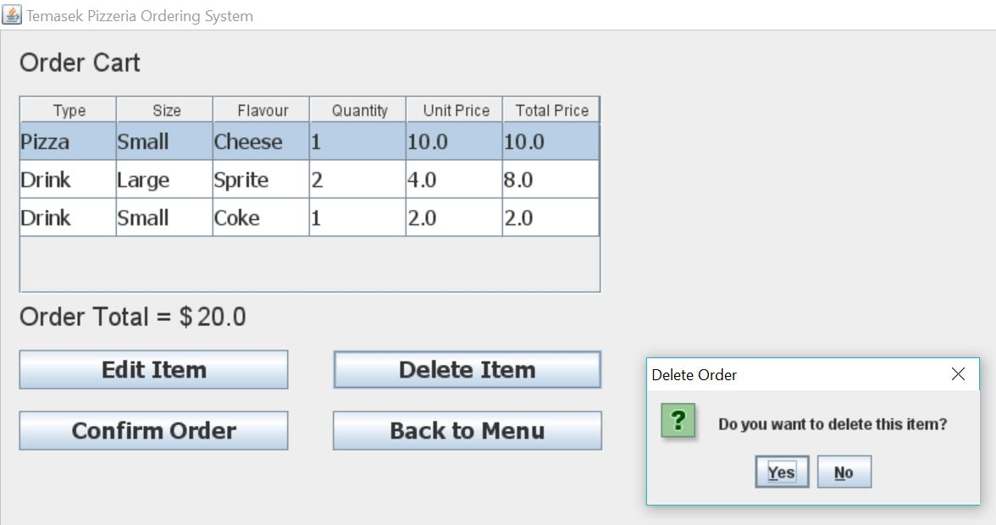 Temasek Pizzeria Ordering System
Order Cart
Type Size Flavour Quantity Unit Price Total Price
Pizza Small Cheese 1 10.0 10.0
Drink Large Sprite 2 4.0 8.0
Drink Small Coke 1 2.0 2.0
Order Total = $ 20.0
Edit Item Delete Item
Confirm Order Back to Menu
Delete Order
? Do you want to delete this item?
Yes No